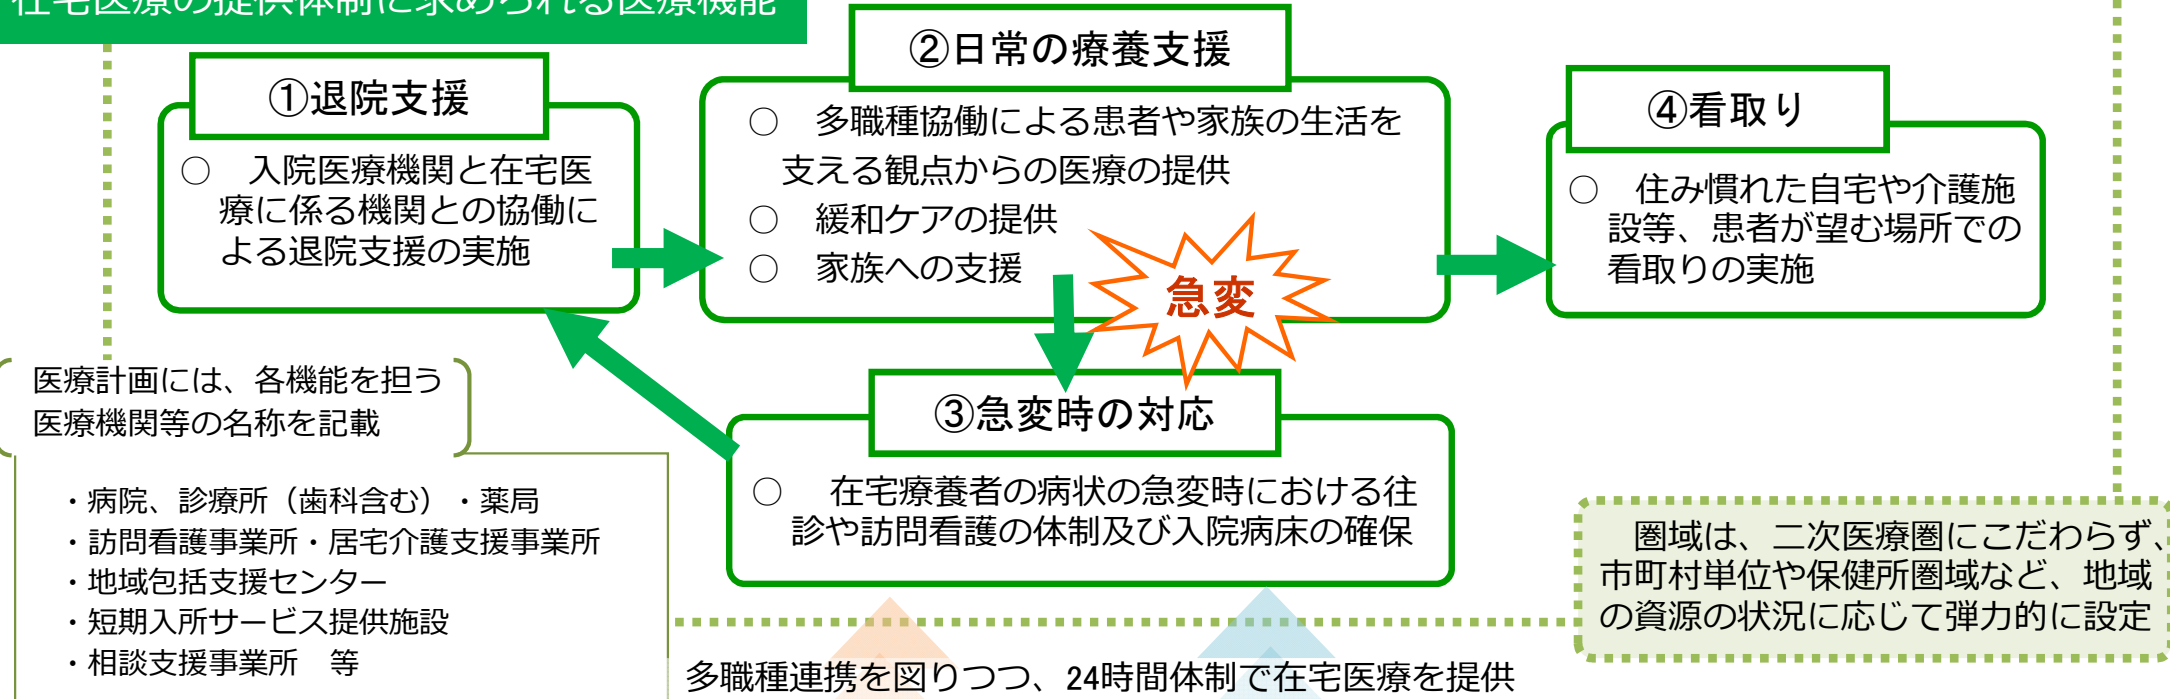 在宅医療の提供体制に求められる医療機能
①退院支援
○　入院医療機関と在宅医
療に係る機関との協働に
よる退院支援の実施
②日常の療養支援
○　多職種協働による患者や家族の生活を
支える観点からの医療の提供
○　緩和ケアの提供
○　家族への支援
急変
④看取り
○　住み慣れた自宅や介護施
設等、患者が望む場所での
看取りの実施
③急変時の対応
○　在宅療養者の病状の急変時における往
診や訪問看護の体制及び入院病床の確保
医療計画には、各機能を担う
医療機関等の名称を記載
・病院、診療所（歯科含む）・薬局
・訪問看護事業所・居宅介護支援事業所
・地域包括支援センター
・短期入所サービス提供施設
・相談支援事業所　等
圏域は、二次医療圏にこだわらず、
市町村単位や保健所圏域など、地域
の資源の状況に応じて弾力的に設定
多職種連携を図りつつ、24時間体制で在宅医療を提供